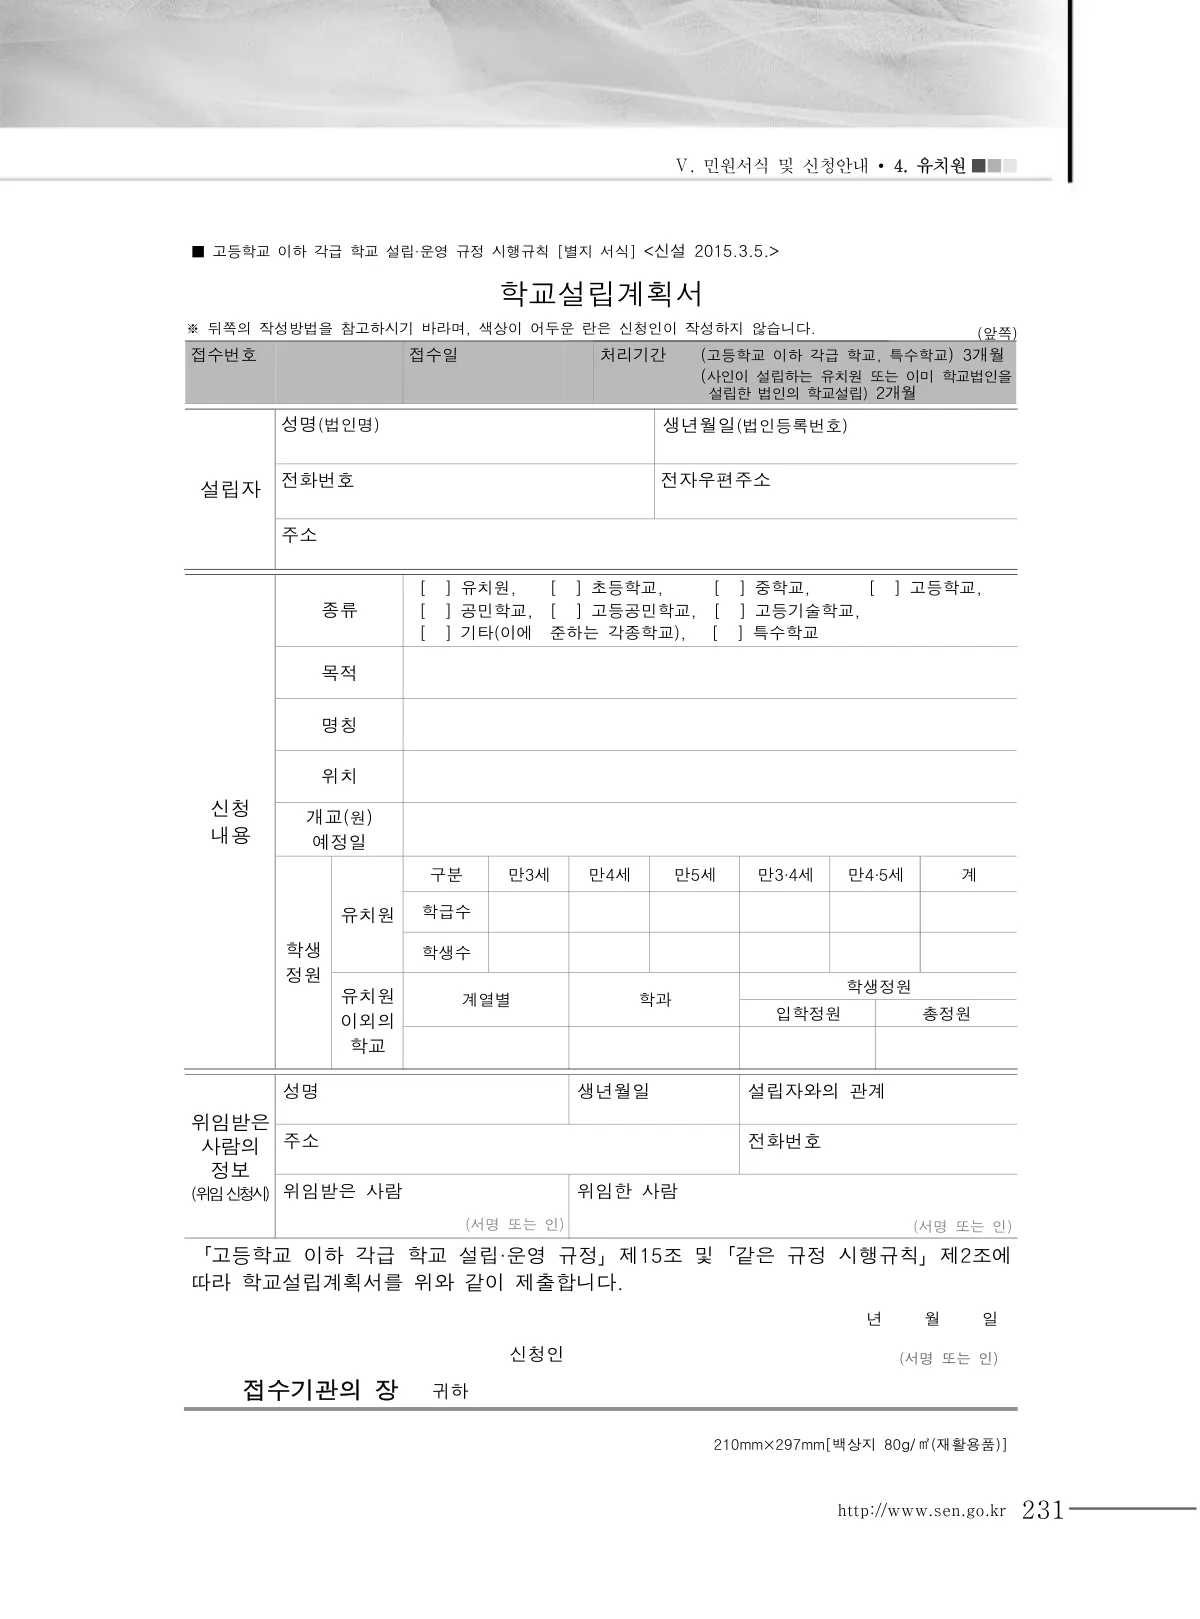 Ⅴ. 민원서식 및 신청안내 • 4. 유치원
■ 고등학교 이하 각급 학교 설립·운영 규정 시행규칙 [별지 서식] <신설 2015.3.5.>
학교설립계획서
※ 뒤쪽의 작성방법을 참고하시기 바라며, 색상이 어두운 란은 신청인이 작성하지 않습니다.
(앞쪽)
접수번호 접수일 처리기간 (고등학교 이하 각급 학교, 특수학교) 3개월
(사인이 설립하는 유치원 또는 이미 학교법인을
설립한 법인의 학교설립) 2개월
설립자
성명(법인명) 생년월일(법인등록번호)
전화번호 전자우편주소
주소
신청
내용
종류
[ ] 유치원, [ ] 초등학교, [ ] 중학교, [ ] 고등학교,
[ ] 공민학교, [ ] 고등공민학교, [ ] 고등기술학교,
[ ] 기타(이에 준하는 각종학교), [ ] 특수학교
목적
명칭
위치
개교(원)
예정일
학생
정원
유치원
구분 만3세 만4세 만5세 만3·4세 만4·5세 계
학급수
학생수
유치원
이외의
학교
계열별 학과 학생정원
입학정원 총정원
위임받은
사람의
정보
(위임 신청시)
성명 생년월일 설립자와의 관계
주소 전화번호
위임받은 사람 위임한 사람
(서명 또는 인) (서명 또는 인)
「고등학교 이하 각급 학교 설립·운영 규정」 제15조 및 「같은 규정 시행규칙」 제2조에
따라 학교설립계획서를 위와 같이 제출합니다.
년 월 일
신청인 (서명 또는 인)
접수기관의 장 귀하
210mm×297mm[백상지 80g/㎡(재활용품)]
http://www.sen.go.kr 231